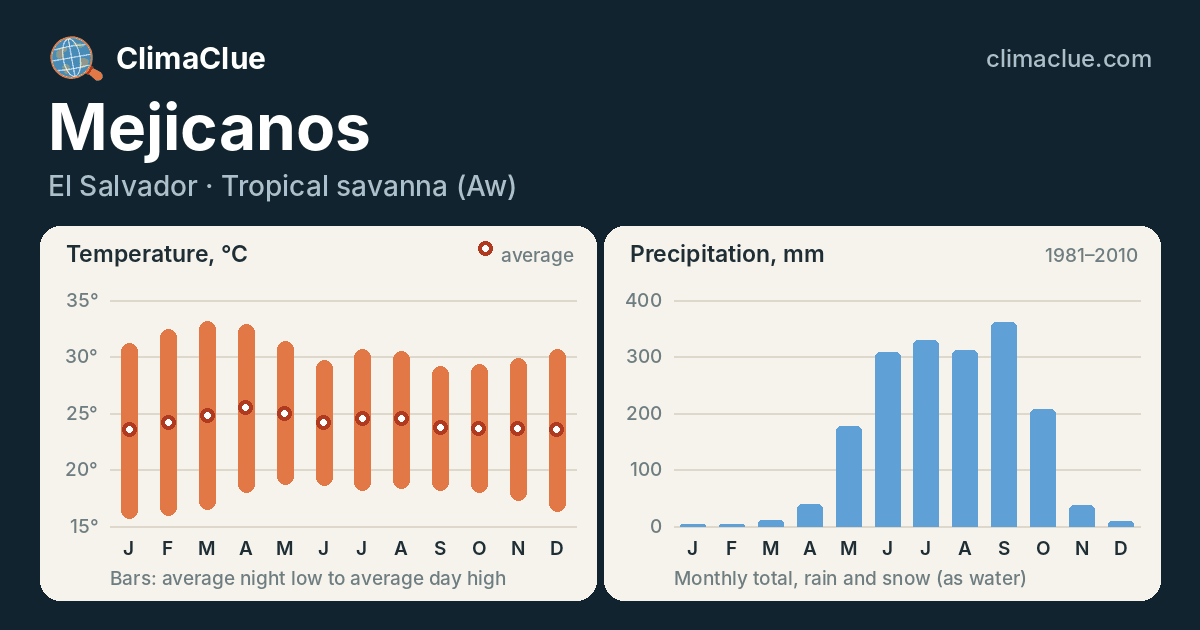 ClimaClue
climaclue.com
Mejicanos
El Salvador · Tropical savanna (Aw)
Temperature, °C
average
35°
30°
25°
20°
15°
J F M A M J J A S O N D
Bars: average night low to average day high
Precipitation, mm
1981–2010
400
300
200
100
0
J F M A M J J A S O N D
Monthly total, rain and snow (as water)